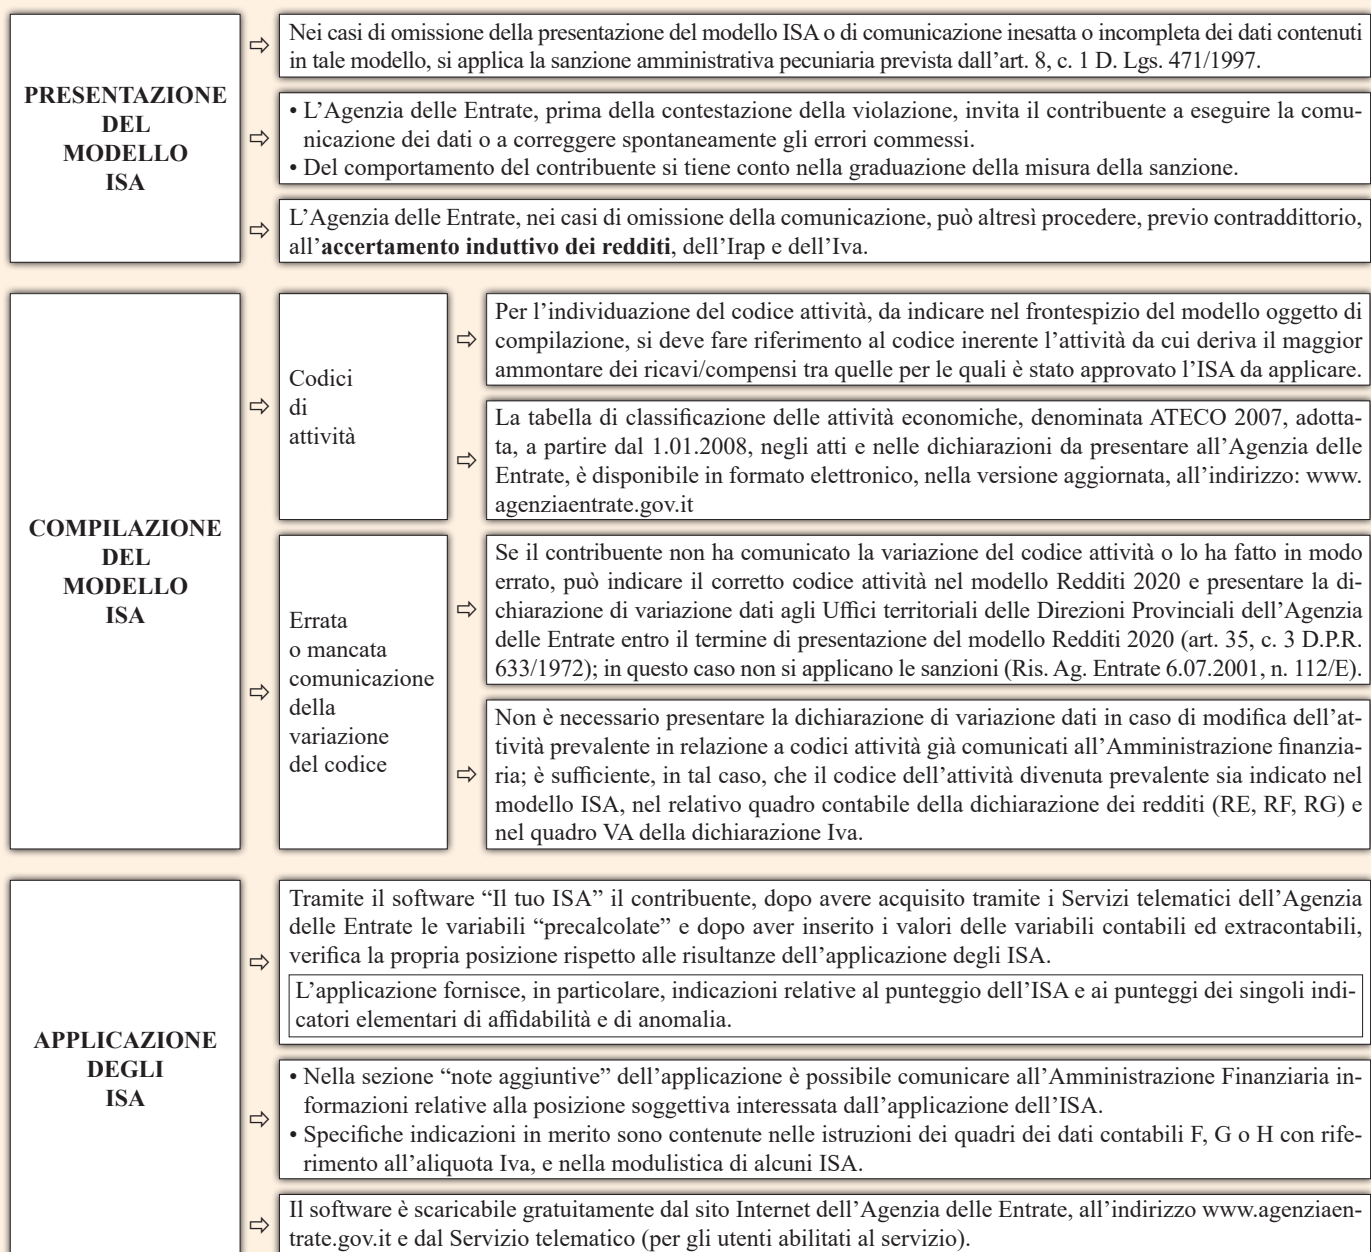 PRESENTAZIONE
DEL
MODELLO
ISA
⇨
Nei casi di omissione della presentazione del modello ISA o di comunicazione inesatta o incompleta dei dati contenuti
in tale modello, si applica la sanzione amministrativa pecuniaria prevista dall’art. 8, c. 1 D. Lgs. 471/1997.
⇨
• L’Agenzia delle Entrate, prima della contestazione della violazione, invita il contribuente a eseguire la comu-
nicazione dei dati o a correggere spontaneamente gli errori commessi.
• Del comportamento del contribuente si tiene conto nella graduazione della misura della sanzione.
⇨
L’Agenzia delle Entrate, nei casi di omissione della comunicazione, può altresì procedere, previo contraddittorio,
all’accertamento induttivo dei redditi, dell’Irap e dell’Iva.
COMPILAZIONE
DEL
MODELLO
ISA
⇨
Codici
di
attività
⇨
Per l’individuazione del codice attività, da indicare nel frontespizio del modello oggetto di
compilazione, si deve fare riferimento al codice inerente l’attività da cui deriva il maggior
ammontare dei ricavi/compensi tra quelle per le quali è stato approvato l’ISA da applicare.
⇨
La tabella di classificazione delle attività economiche, denominata ATECO 2007, adotta-
ta, a partire dal 1.01.2008, negli atti e nelle dichiarazioni da presentare all’Agenzia delle
Entrate, è disponibile in formato elettronico, nella versione aggiornata, all’indirizzo: www.
agenziaentrate.gov.it
⇨
Errata
o mancata
comunicazione
della
variazione
del codice
⇨
Se il contribuente non ha comunicato la variazione del codice attività o lo ha fatto in modo
errato, può indicare il corretto codice attività nel modello Redditi 2020 e presentare la di-
chiarazione di variazione dati agli Uffici territoriali delle Direzioni Provinciali dell’Agenzia
delle Entrate entro il termine di presentazione del modello Redditi 2020 (art. 35, c. 3 D.P.R.
633/1972); in questo caso non si applicano le sanzioni (Ris. Ag. Entrate 6.07.2001, n. 112/E).
⇨
Non è necessario presentare la dichiarazione di variazione dati in caso di modifica dell’at-
tività prevalente in relazione a codici attività già comunicati all’Amministrazione finanzia-
ria; è sufficiente, in tal caso, che il codice dell’attività divenuta prevalente sia indicato nel
modello ISA, nel relativo quadro contabile della dichiarazione dei redditi (RE, RF, RG) e
nel quadro VA della dichiarazione Iva.
APPLICAZIONE
DEGLI
ISA
⇨
Tramite il software “Il tuo ISA” il contribuente, dopo avere acquisito tramite i Servizi telematici dell’Agenzia
delle Entrate le variabili “precalcolate” e dopo aver inserito i valori delle variabili contabili ed extracontabili,
verifica la propria posizione rispetto alle risultanze dell’applicazione degli ISA.
L’applicazione fornisce, in particolare, indicazioni relative al punteggio dell’ISA e ai punteggi dei singoli indi-
catori elementari di affidabilità e di anomalia.
⇨
• Nella sezione “note aggiuntive” dell’applicazione è possibile comunicare all’Amministrazione Finanziaria in-
formazioni relative alla posizione soggettiva interessata dall’applicazione dell’ISA.
• Specifiche indicazioni in merito sono contenute nelle istruzioni dei quadri dei dati contabili F, G o H con rife-
rimento all’aliquota Iva, e nella modulistica di alcuni ISA.
⇨
Il software è scaricabile gratuitamente dal sito Internet dell’Agenzia delle Entrate, all’indirizzo www.agenziaen-
trate.gov.it e dal Servizio telematico (per gli utenti abilitati al servizio).